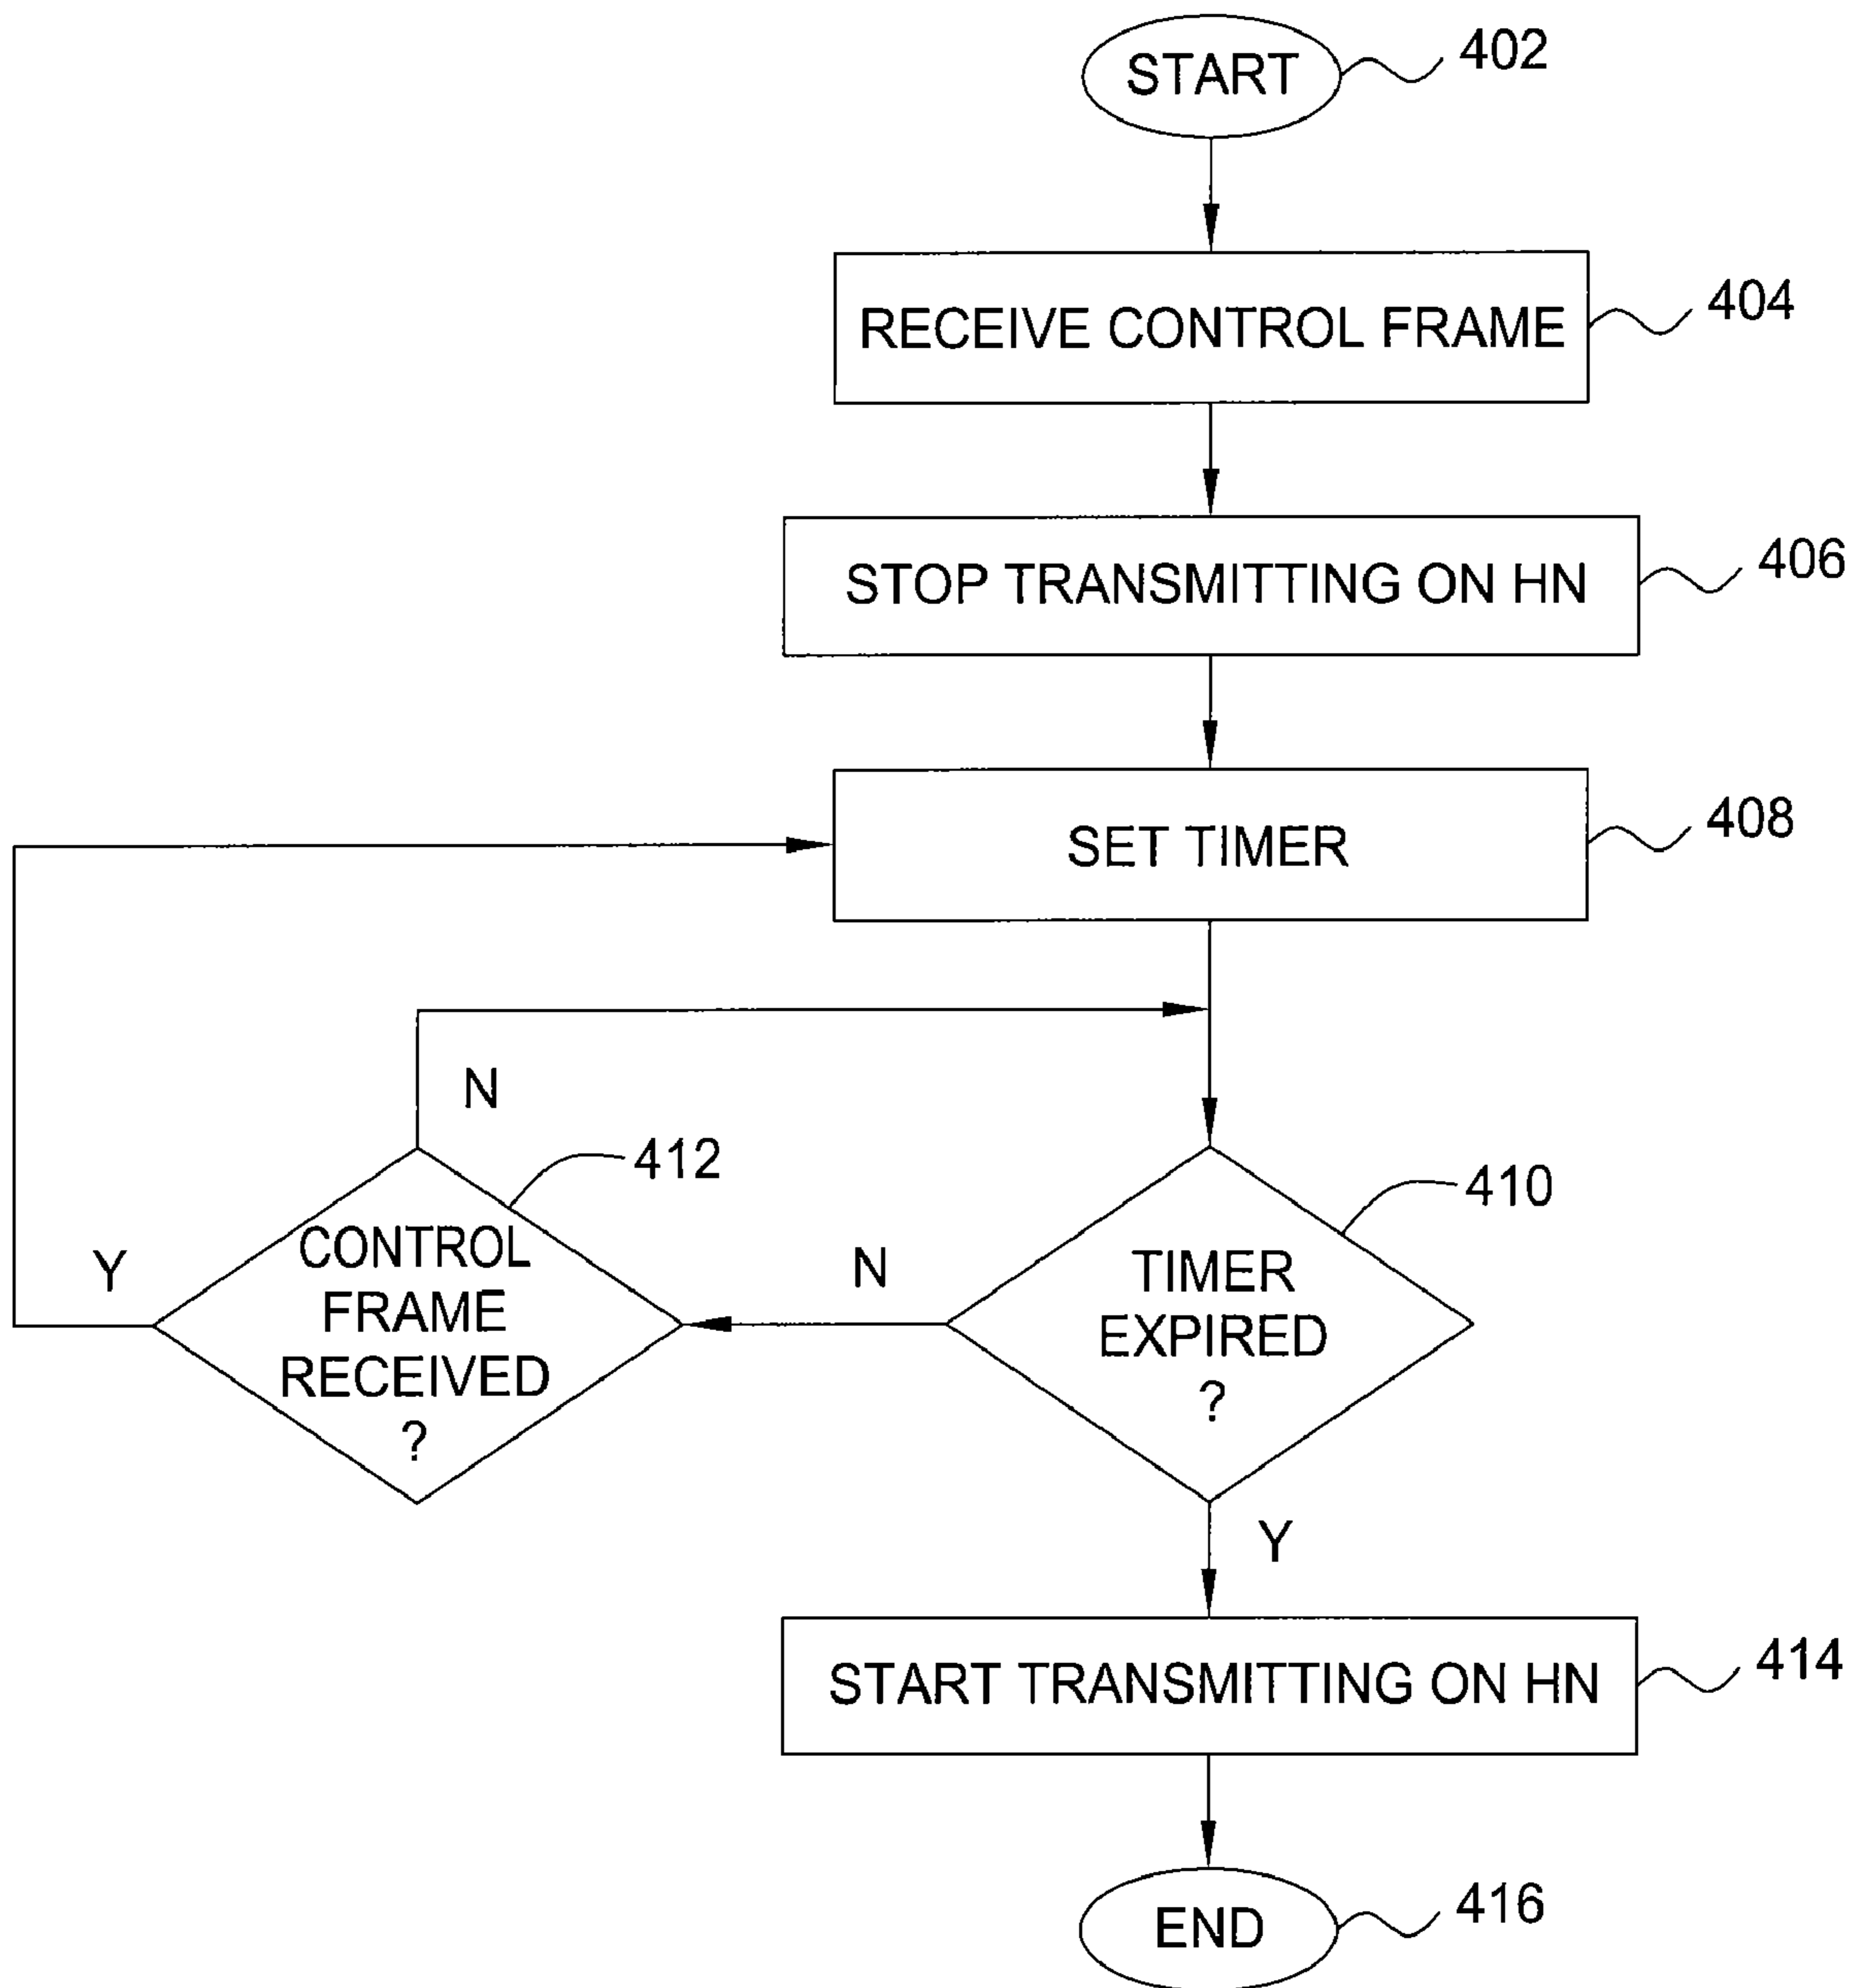 START
402
RECEIVE CONTROL FRAME
404
STOP TRANSMITTING ON HN
406
SET TIMER
408
N
412
CONTROL
FRAME
RECEIVED
?
Y
N
410
TIMER
EXPIRED
?
Y
START TRANSMITTING ON HN
414
END
416